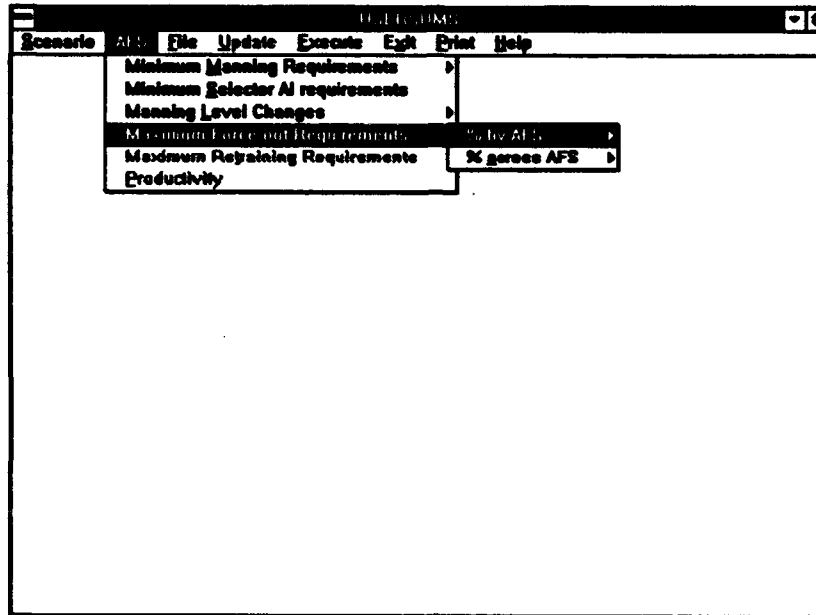 Scenario AFS File Update Execute Exit Print Help
Minimum Manning Requirements
Minimum Selector AI requirements
Manning Level Changes
Maximum Force-out Requirements % by AFS
Maximum Retraining Requirements % across AFS
Productivity